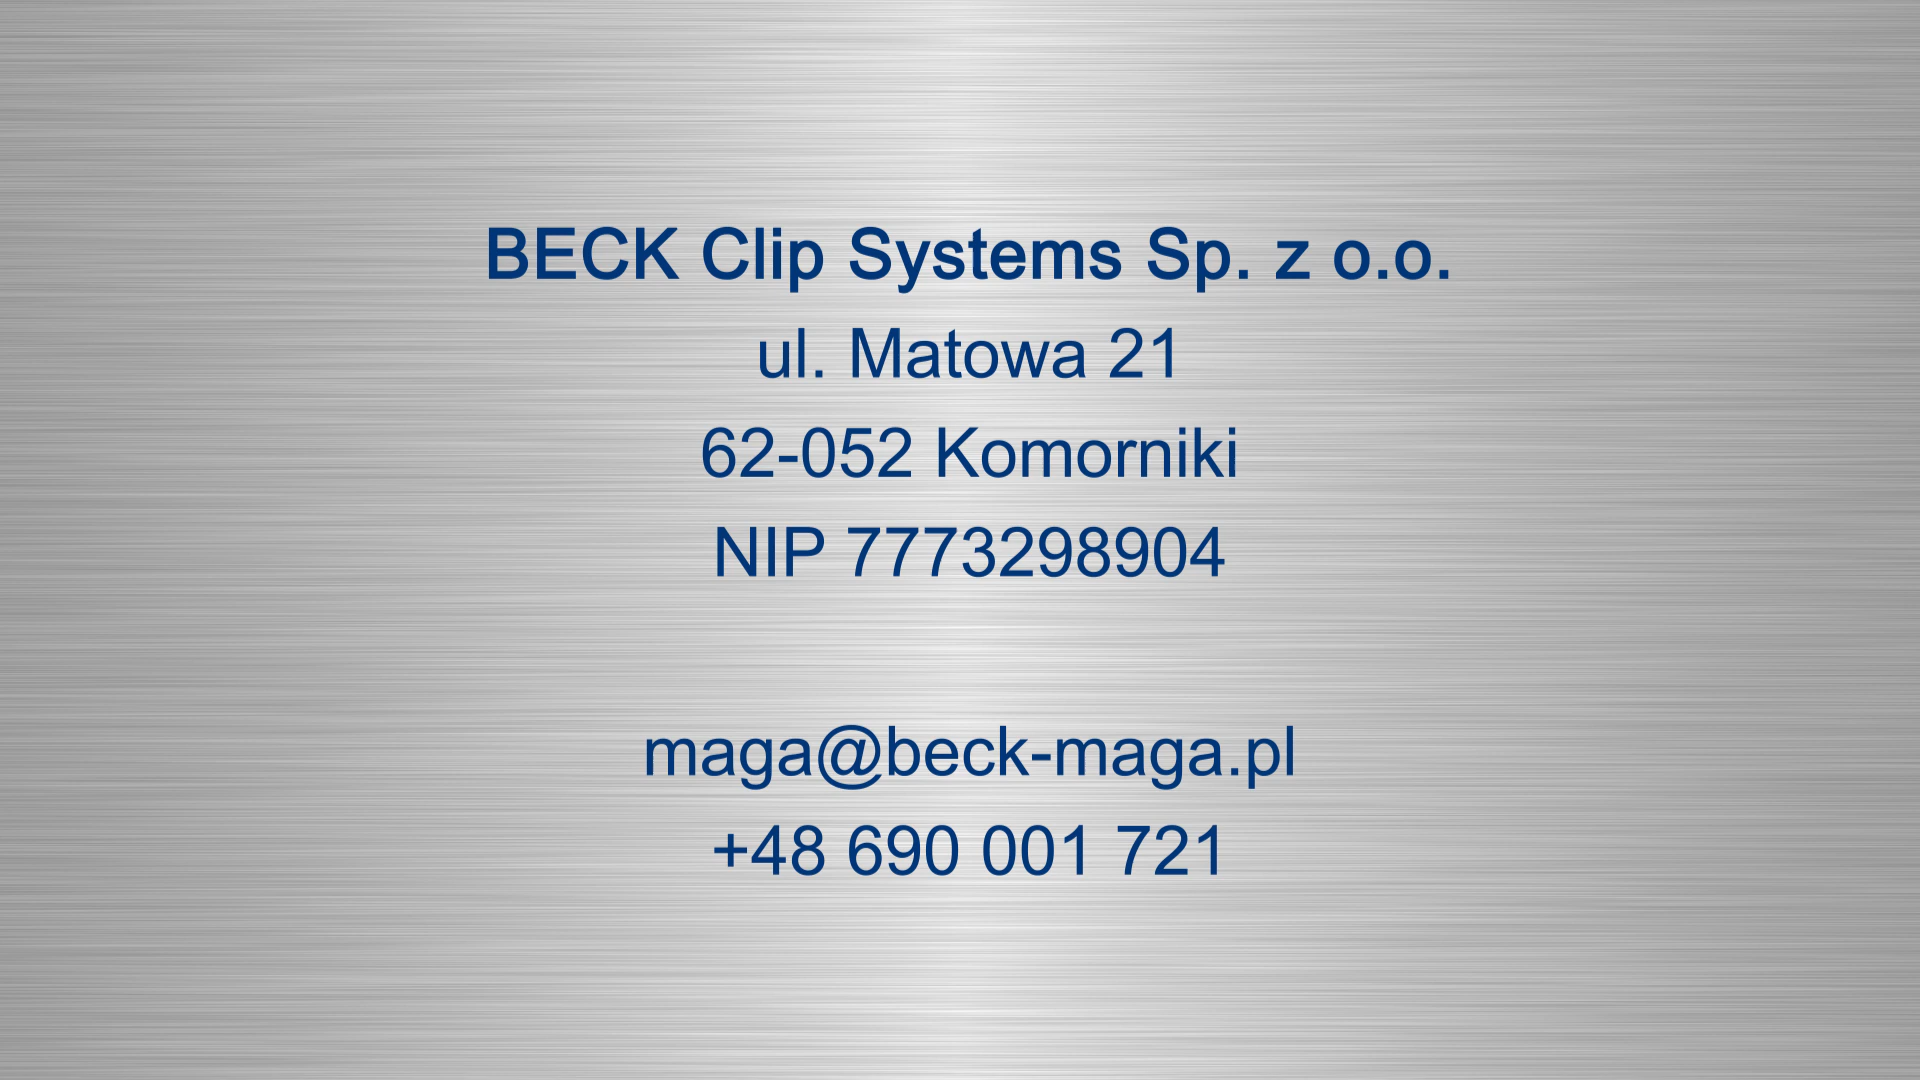 BECK Clip Systems Sp. z o.o.
ul. Matowa 21
62-052 Komorniki
NIP 7773298904
maga@beck-maga.pl
+48 690 001 721